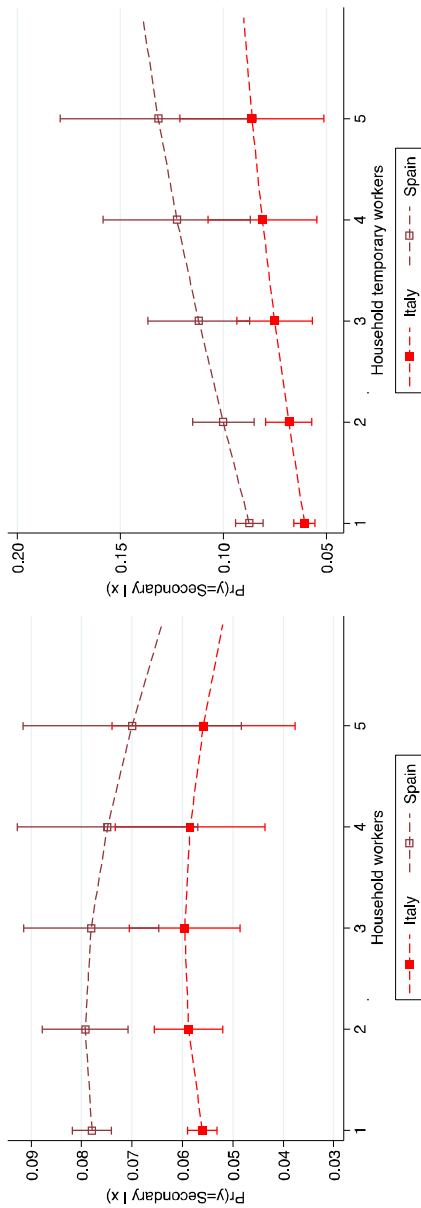 Pr(y=Secondary | x)
0.09
0.08
0.07
0.06
0.05
0.04
0.03
1 2 3 4 5
Household workers
Italy Spain
Pr(y=Secondary | x)
0.20
0.15
0.10
0.05
1 2 3 4 5
Household temporary workers
Italy Spain